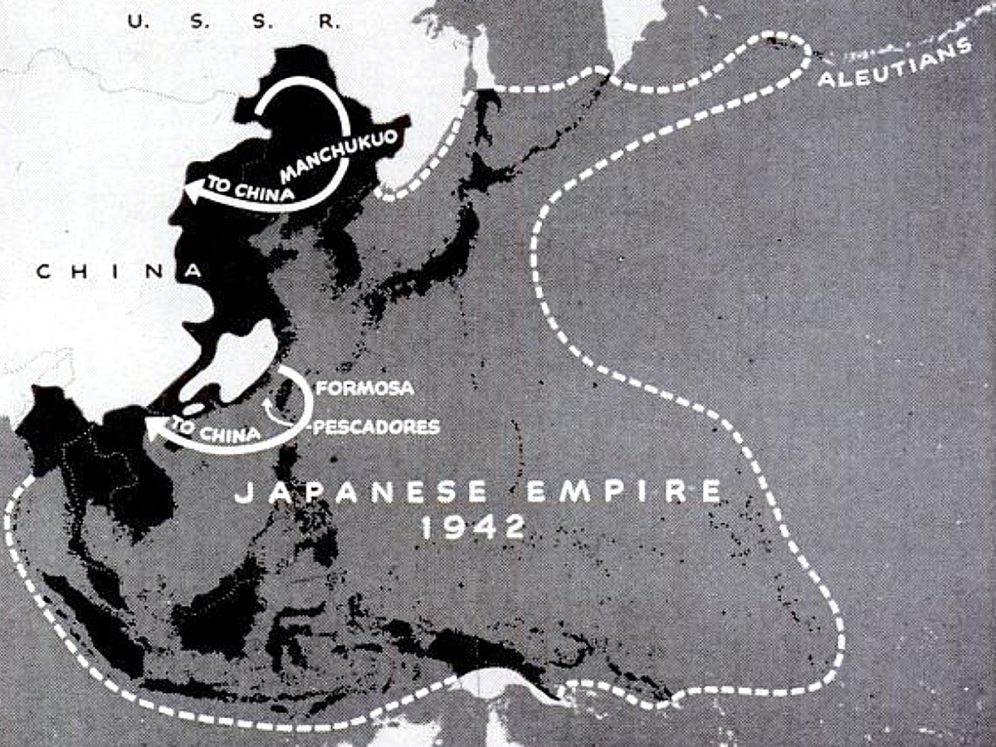 U. S. S. R.
ALEUTIANS
MANCHUKUO
TO CHINA
CHINA
FORMOSA
TO CHINA
PESCADORES
JAPANESE EMPIRE
1942